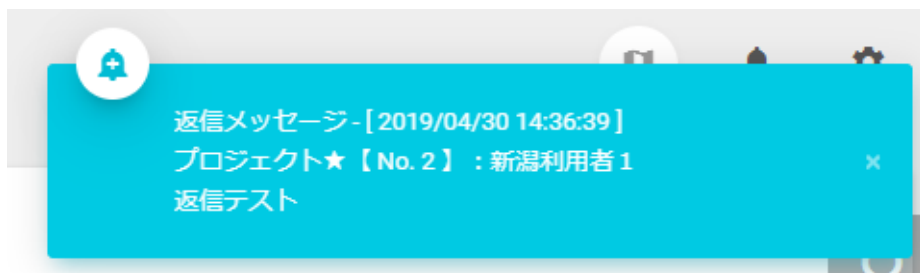 返信メッセージ - [ 2019/04/30 14:36:39 ]
プロジェクト★【 No. 2 】 : 新潟利用者 1
返信テスト